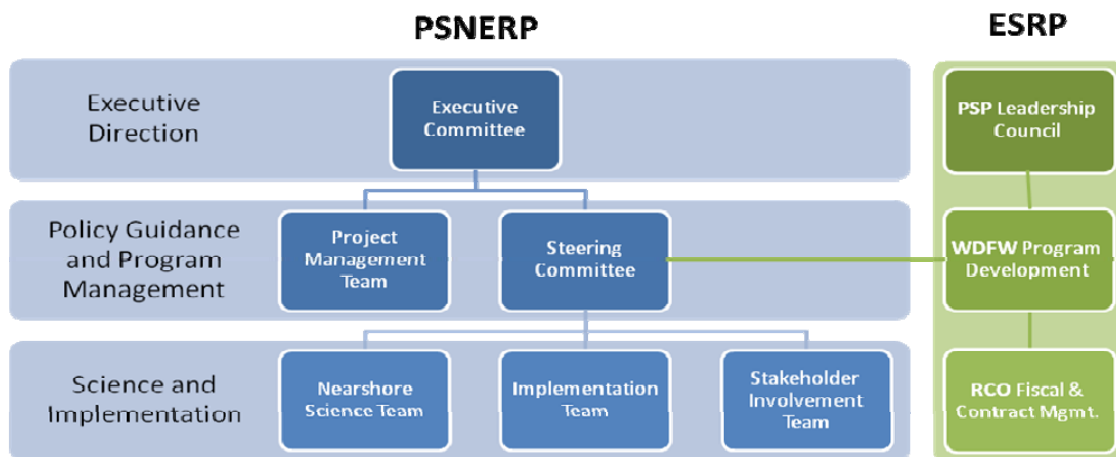 PSNERP
ESRP
Executive
Direction
Executive
Committee
PSP Leadership
Council
Policy Guidance
and Program
Management
Project
Management
Team
Steering
Committee
WDFW Program
Development
Science and
Implementation
Nearshore
Science Team
Implementation
Team
Stakeholder
Involvement
Team
RCO Fiscal &
Contract Mgmt.